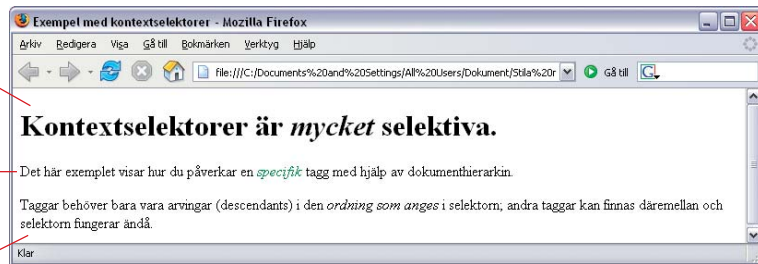 Exempel med kontextselektorer - Mozilla Firefox
Arkiv Redigera Visa Gå till Bokmärken Verktyg Hjälp
file:///C:/Documents%20and%20Settings/All%20Users/Dokument/Stila%20r Gå till G
Kontextselektorer är mycket selektiva.
Det här exemplet visar hur du påverkar en specifik tagg med hjälp av dokumenthierarkin.
Taggar behöver bara vara arvingar (descendants) i den ordning som anges i selektorn; andra taggar kan finnas däremellan och
selektorn fungerar ändå.
Klar